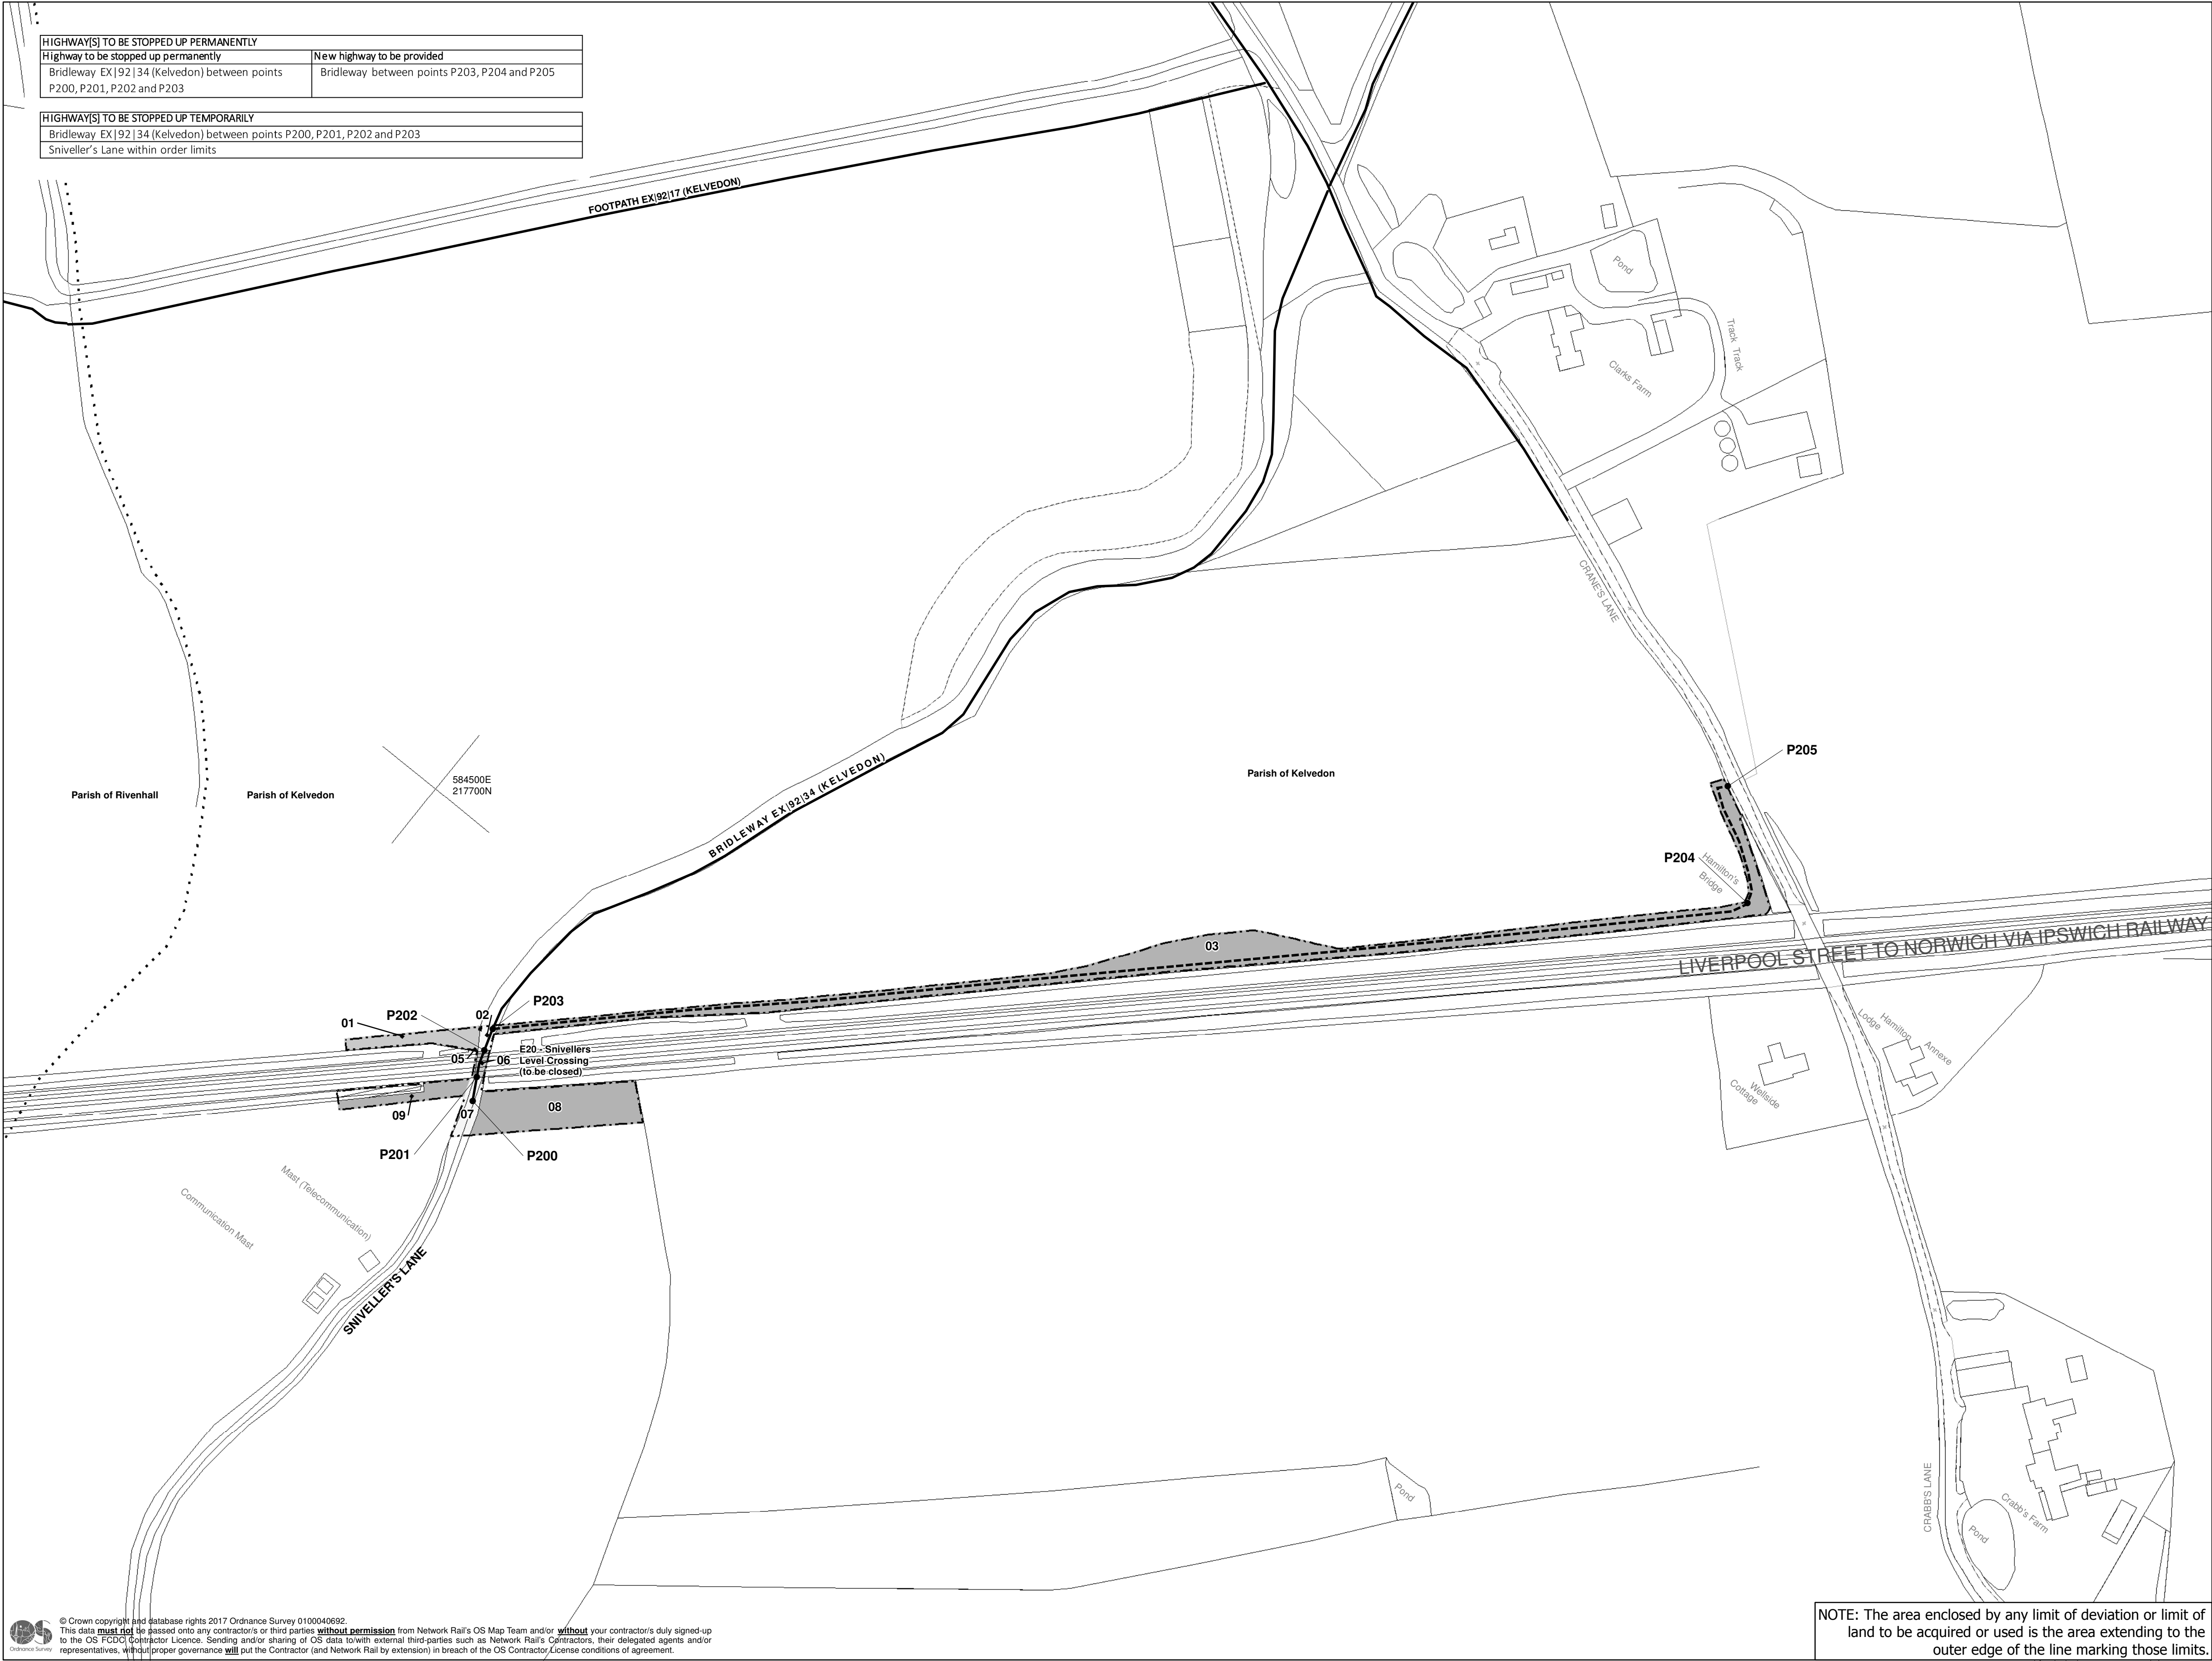 HIGHWAY[S] TO BE STOPPED UP PERMANENTLY
Highway to be stopped up permanently
New highway to be provided
Bridleway EX|92|34 (Kelvedon) between points
P200, P201, P202 and P203
Bridleway between points P203, P204 and P205
HIGHWAY[S] TO BE STOPPED UP TEMPORARILY
Bridleway EX|92|34 (Kelvedon) between points P200, P201, P202 and P203
Sniveller's Lane within order limits
FOOTPATH EX|92|17 (KELVEDON)
Pond
Track
Track
Clarks Farm
CRANE'S LANE
P205
584500E
217700N
Parish of Rivenhall
Parish of Kelvedon
Parish of Kelvedon
BRIDLEWAY EX|92|34 (KELVEDON)
P204
Hamilton's
Bridge
03
LIVERPOOL STREET TO NORWICH VIA IPSWICH RAILWAY
P203
P202
02
01
05
06
E20 - Snivellers
Level Crossing
(to be closed)
09
07
08
P201
P200
Lodge
Hamilton
Annexe
Wellside
Cottage
Mast (Telecommunication)
Communication Mast
SNIVELLER'S LANE
Pond
CRABB'S LANE
Crabb's Farm
Pond
Ordnance Survey
© Crown copyright and database rights 2017 Ordnance Survey 0100040692.
This data must not be passed onto any contractor/s or third parties without permission from Network Rail's OS Map Team and/or without your contractor/s duly signed-up
to the OS FCDC Contractor Licence. Sending and/or sharing of OS data to/with external third-parties such as Network Rail's Contractors, their delegated agents and/or
representatives, without proper governance will put the Contractor (and Network Rail by extension) in breach of the OS Contractor License conditions of agreement.
NOTE: The area enclosed by any limit of deviation or limit of
land to be acquired or used is the area extending to the
outer edge of the line marking those limits.